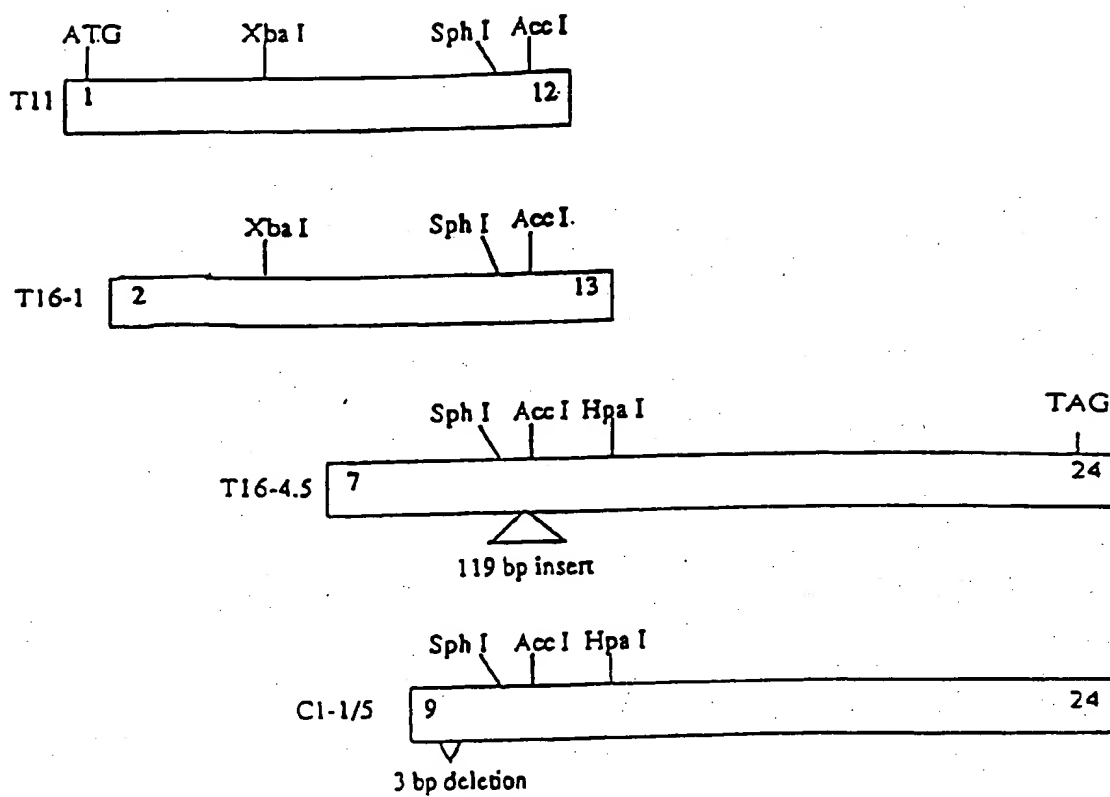 ATG Xba I Sph I Acc I
T11 1 12
Xba I Sph I Acc I.
T16-1 2 13
Sph I Acc I Hpa I TAG
T16-4.5 7 24
119 bp insert
Sph I Acc I Hpa I
C1-1/5 9 24
3 bp deletion